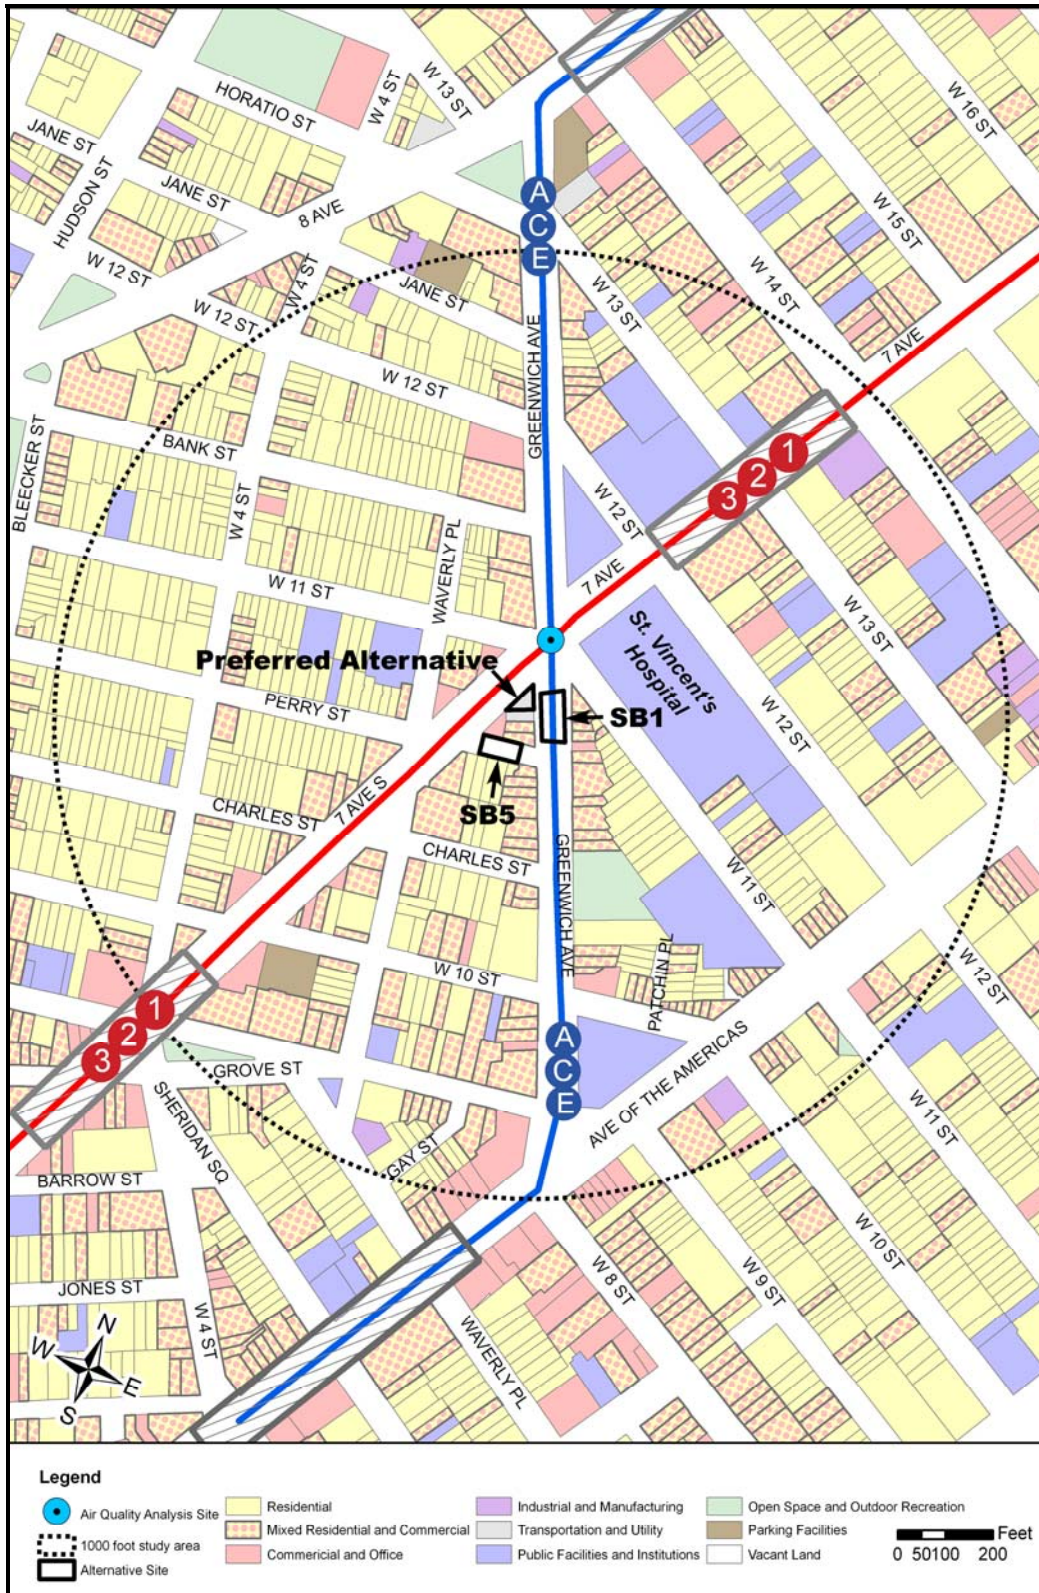 W 4 ST
W 13 ST
HORATIO ST
W 16 ST
JANE ST
HUDSON ST
JANE ST
8 AVE
A
C
E
W 15 ST
W 12 ST
W 4 ST
JANE ST
W 13 ST
W 14 ST
W 12 ST
7 AVE
W 12 ST
GREENWICH AVE
BANK ST
BLEECKER ST
W 4 ST
1
2
3
W 12 ST
WAVERLY PL
W 11 ST
7 AVE
W 13 ST
St. Vincent's
Hospital
Preferred Alternative
PERRY ST
SB1
W 12 ST
SB5
7 AVE S
CHARLES ST
CHARLES ST
GREENWICH AVE
W 11 ST
W 10 ST
PATCHIN PL
W 12 ST
1
2
3
A
C
E
GROVE ST
AVE OF THE AMERICAS
SHERIDAN SQ
GAY ST
W 11 ST
BARROW ST
W 10 ST
JONES ST
W 4 ST
W 8 ST
W 9 ST
WAVERLY PL
N
W
E
S
Legend
Air Quality Analysis Site
1000 foot study area
Alternative Site
Residential
Mixed Residential and Commercial
Commericial and Office
Industrial and Manufacturing
Transportation and Utility
Public Facilities and Institutions
Open Space and Outdoor Recreation
Parking Facilities
Vacant Land
Feet
0 50100 200